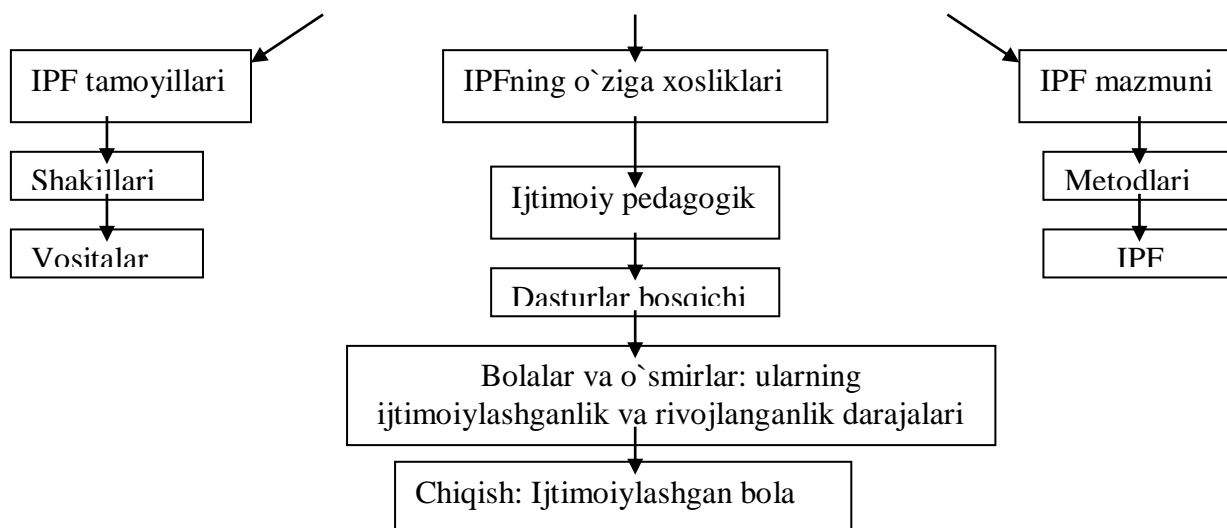 IPF tamoyillari
IPFning o`ziga xosliklari
IPF mazmuni
Shakillari
Ijtimoiy pedagogik
Metodlari
Vositalar
IPF
Dasturlar bosqichi
Bolalar va o`smirlar: ularning
ijtimoiylashganlik va rivojlanganlik darajalari
Chiqish: Ijtimoiylashgan bola